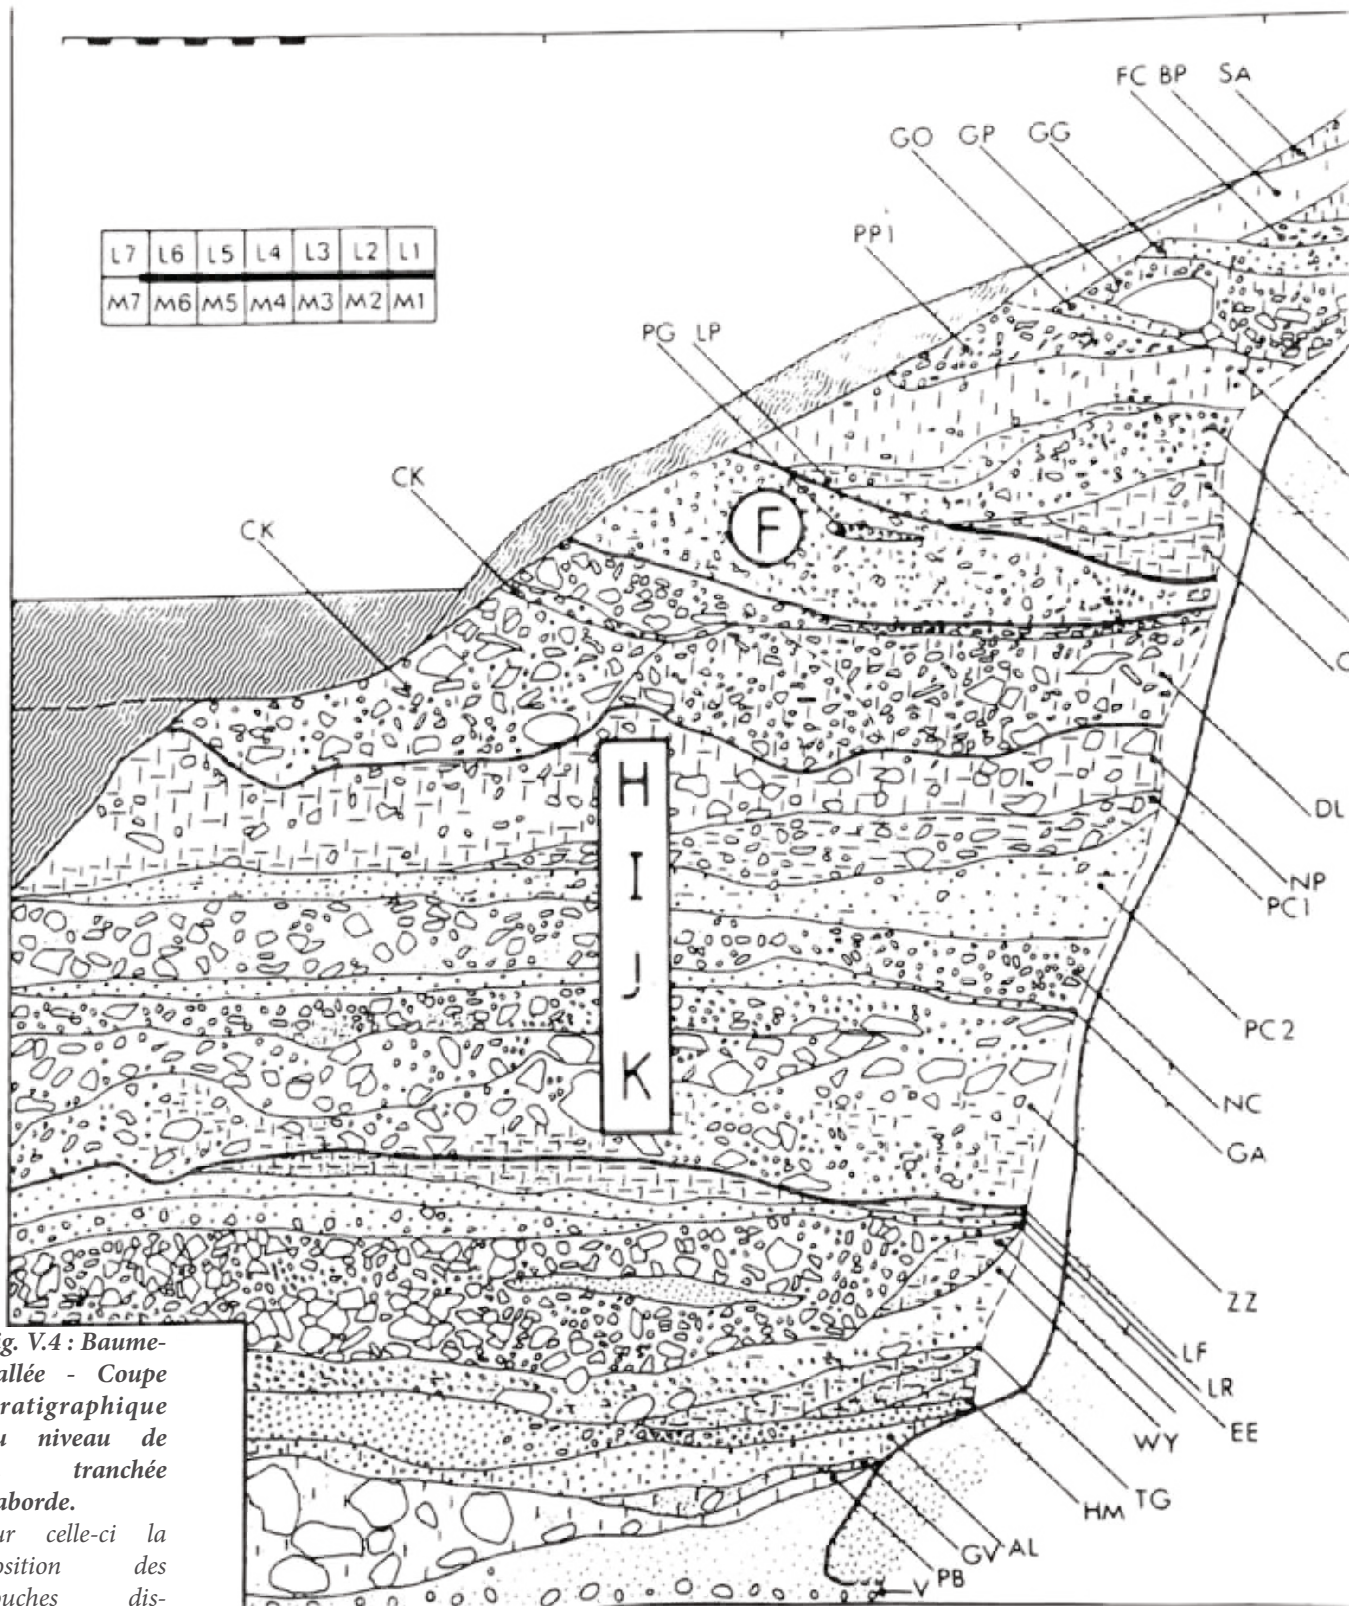 FC BP SA
GO GP GG
PP1
L7 L6 L5 L4 L3 L2 L1
M7 M6 M5 M4 M3 M2 M1
PG LP
CK
CK
F
H
I
J
K
DL
NP
PC1
PC2
NC
GA
ZZ
LF
LR
EE
WY
TG
HM
AL
GV
PB
V
ig. V.4 : Baume-
allée - Coupe
ratigraphique
u niveau de
tranchée
aborde.
ur celle-ci la
osition des
ouches dis-